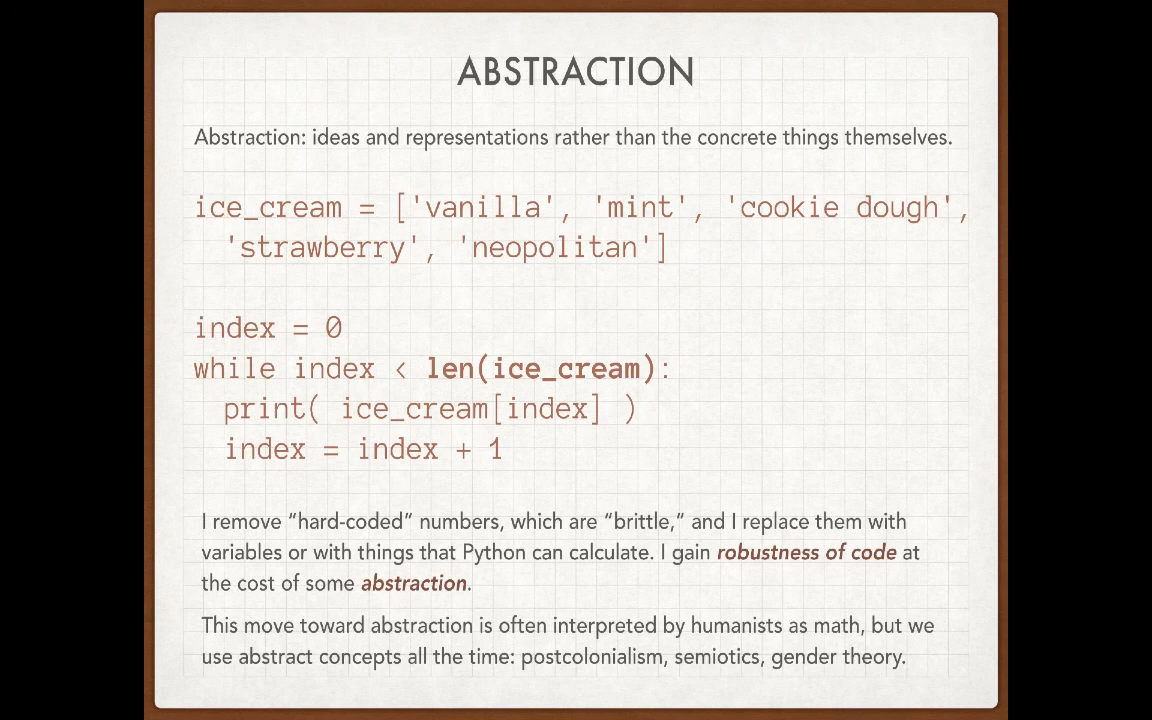 ABSTRACTION
Abstraction: ideas and representations rather than the concrete things themselves.
ice_cream = ['vanilla', 'mint', 'cookie dough',
'strawberry', 'neopolitan']
index = 0
while index < len(ice_cream):
print( ice_cream[index] )
index = index + 1
I remove “hard-coded” numbers, which are “brittle,” and I replace them with
variables or with things that Python can calculate. I gain robustness of code at
the cost of some abstraction.
This move toward abstraction is often interpreted by humanists as math, but we
use abstract concepts all the time: postcolonialism, semiotics, gender theory.